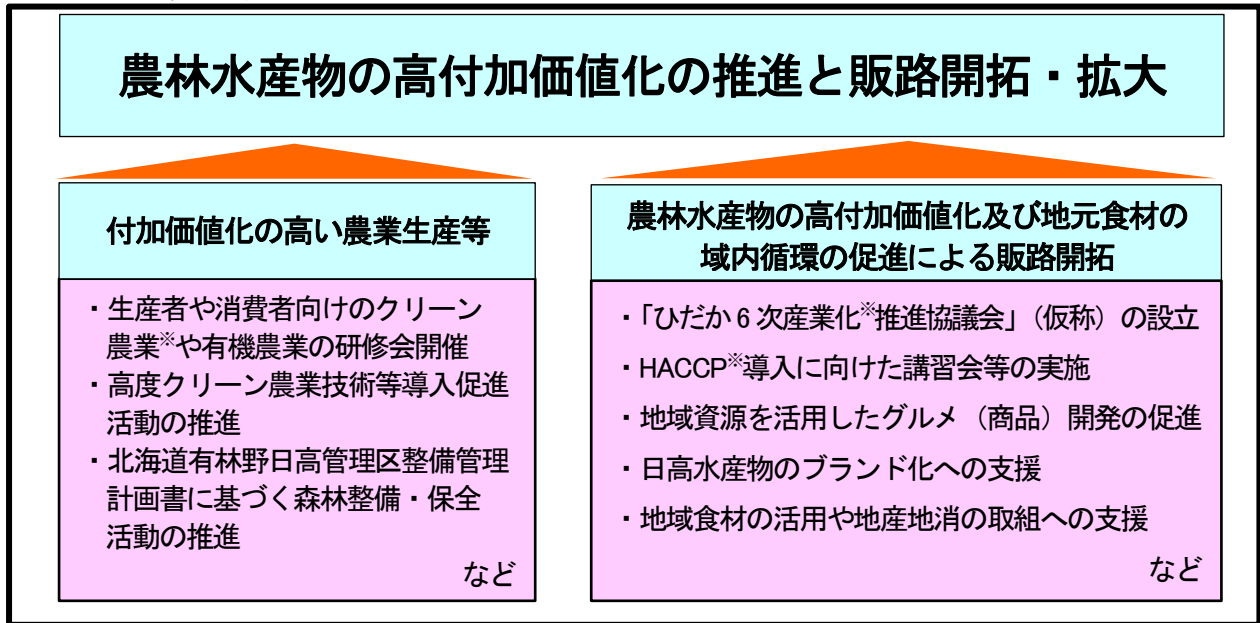 農林水産物の高付加価値化の推進と販路開拓・拡大
付加価値化の高い農業生産等
・生産者や消費者向けのクリーン
農業※や有機農業の研修会開催
・高度クリーン農業技術等導入促進
活動の推進
・北海道有林野日高管理区整備管理
計画書に基づく森林整備・保全
活動の推進
など
農林水産物の高付加価値化及び地元食材の
域内循環の促進による販路開拓
・「ひだか6次産業化※推進協議会」（仮称）の設立
・HACCP※導入に向けた講習会等の実施
・地域資源を活用したグルメ（商品）開発の促進
・日高水産物のブランド化への支援
・地域食材の活用や地産地消の取組への支援
など